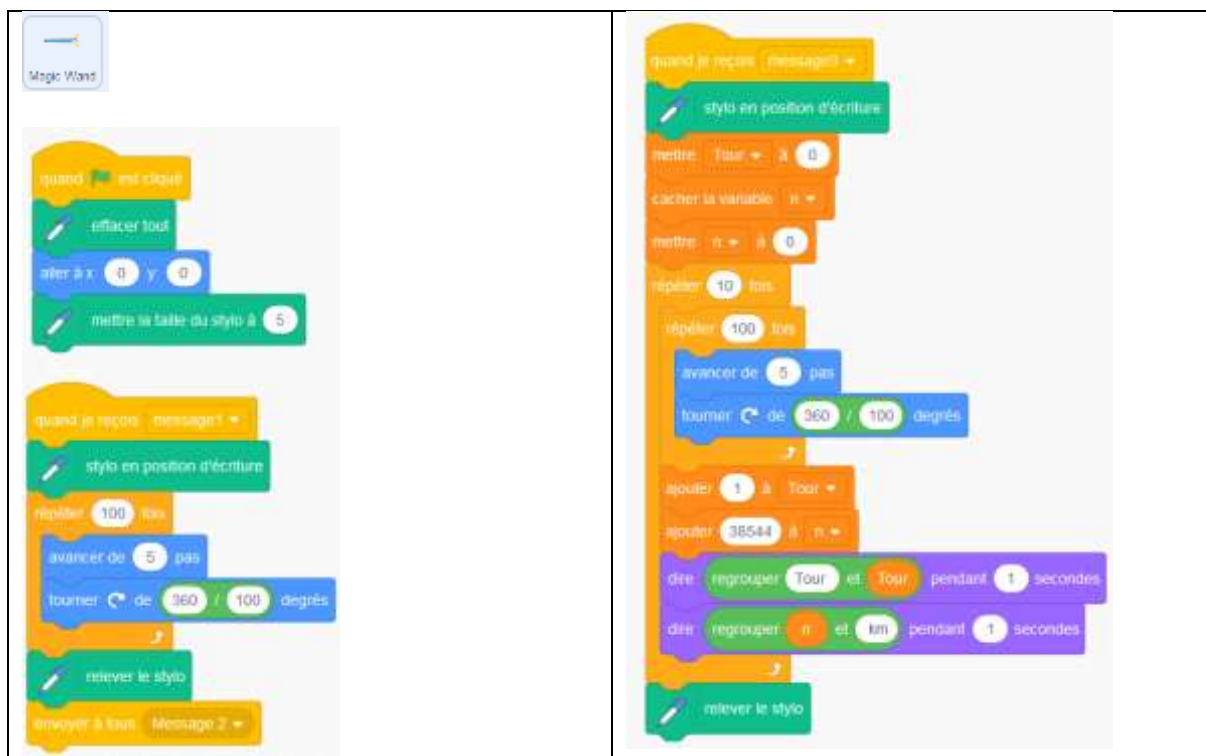 Magic Wand
quand est cliqué
effacer tout
aller à x 0 y 0
mettre la taille du stylo à 5
quand je reçois message1
stylo en position d'écriture
répéter 100 fois
avancer de 5 pas
tourner de 360 / 100 degrés
relever le stylo
envoyer à tous Message 2
quand je reçois message3
stylo en position d'écriture
mettre Tour à 0
cacher la variable n
mettre n à 0
répéter 10 fois
répéter 100 fois
avancer de 5 pas
tourner de 360 / 100 degrés
ajouter 1 à Tour
ajouter 38544 à n
dire regrouper Tour et Tour pendant 1 secondes
dire regrouper n et km pendant 1 secondes
relever le stylo